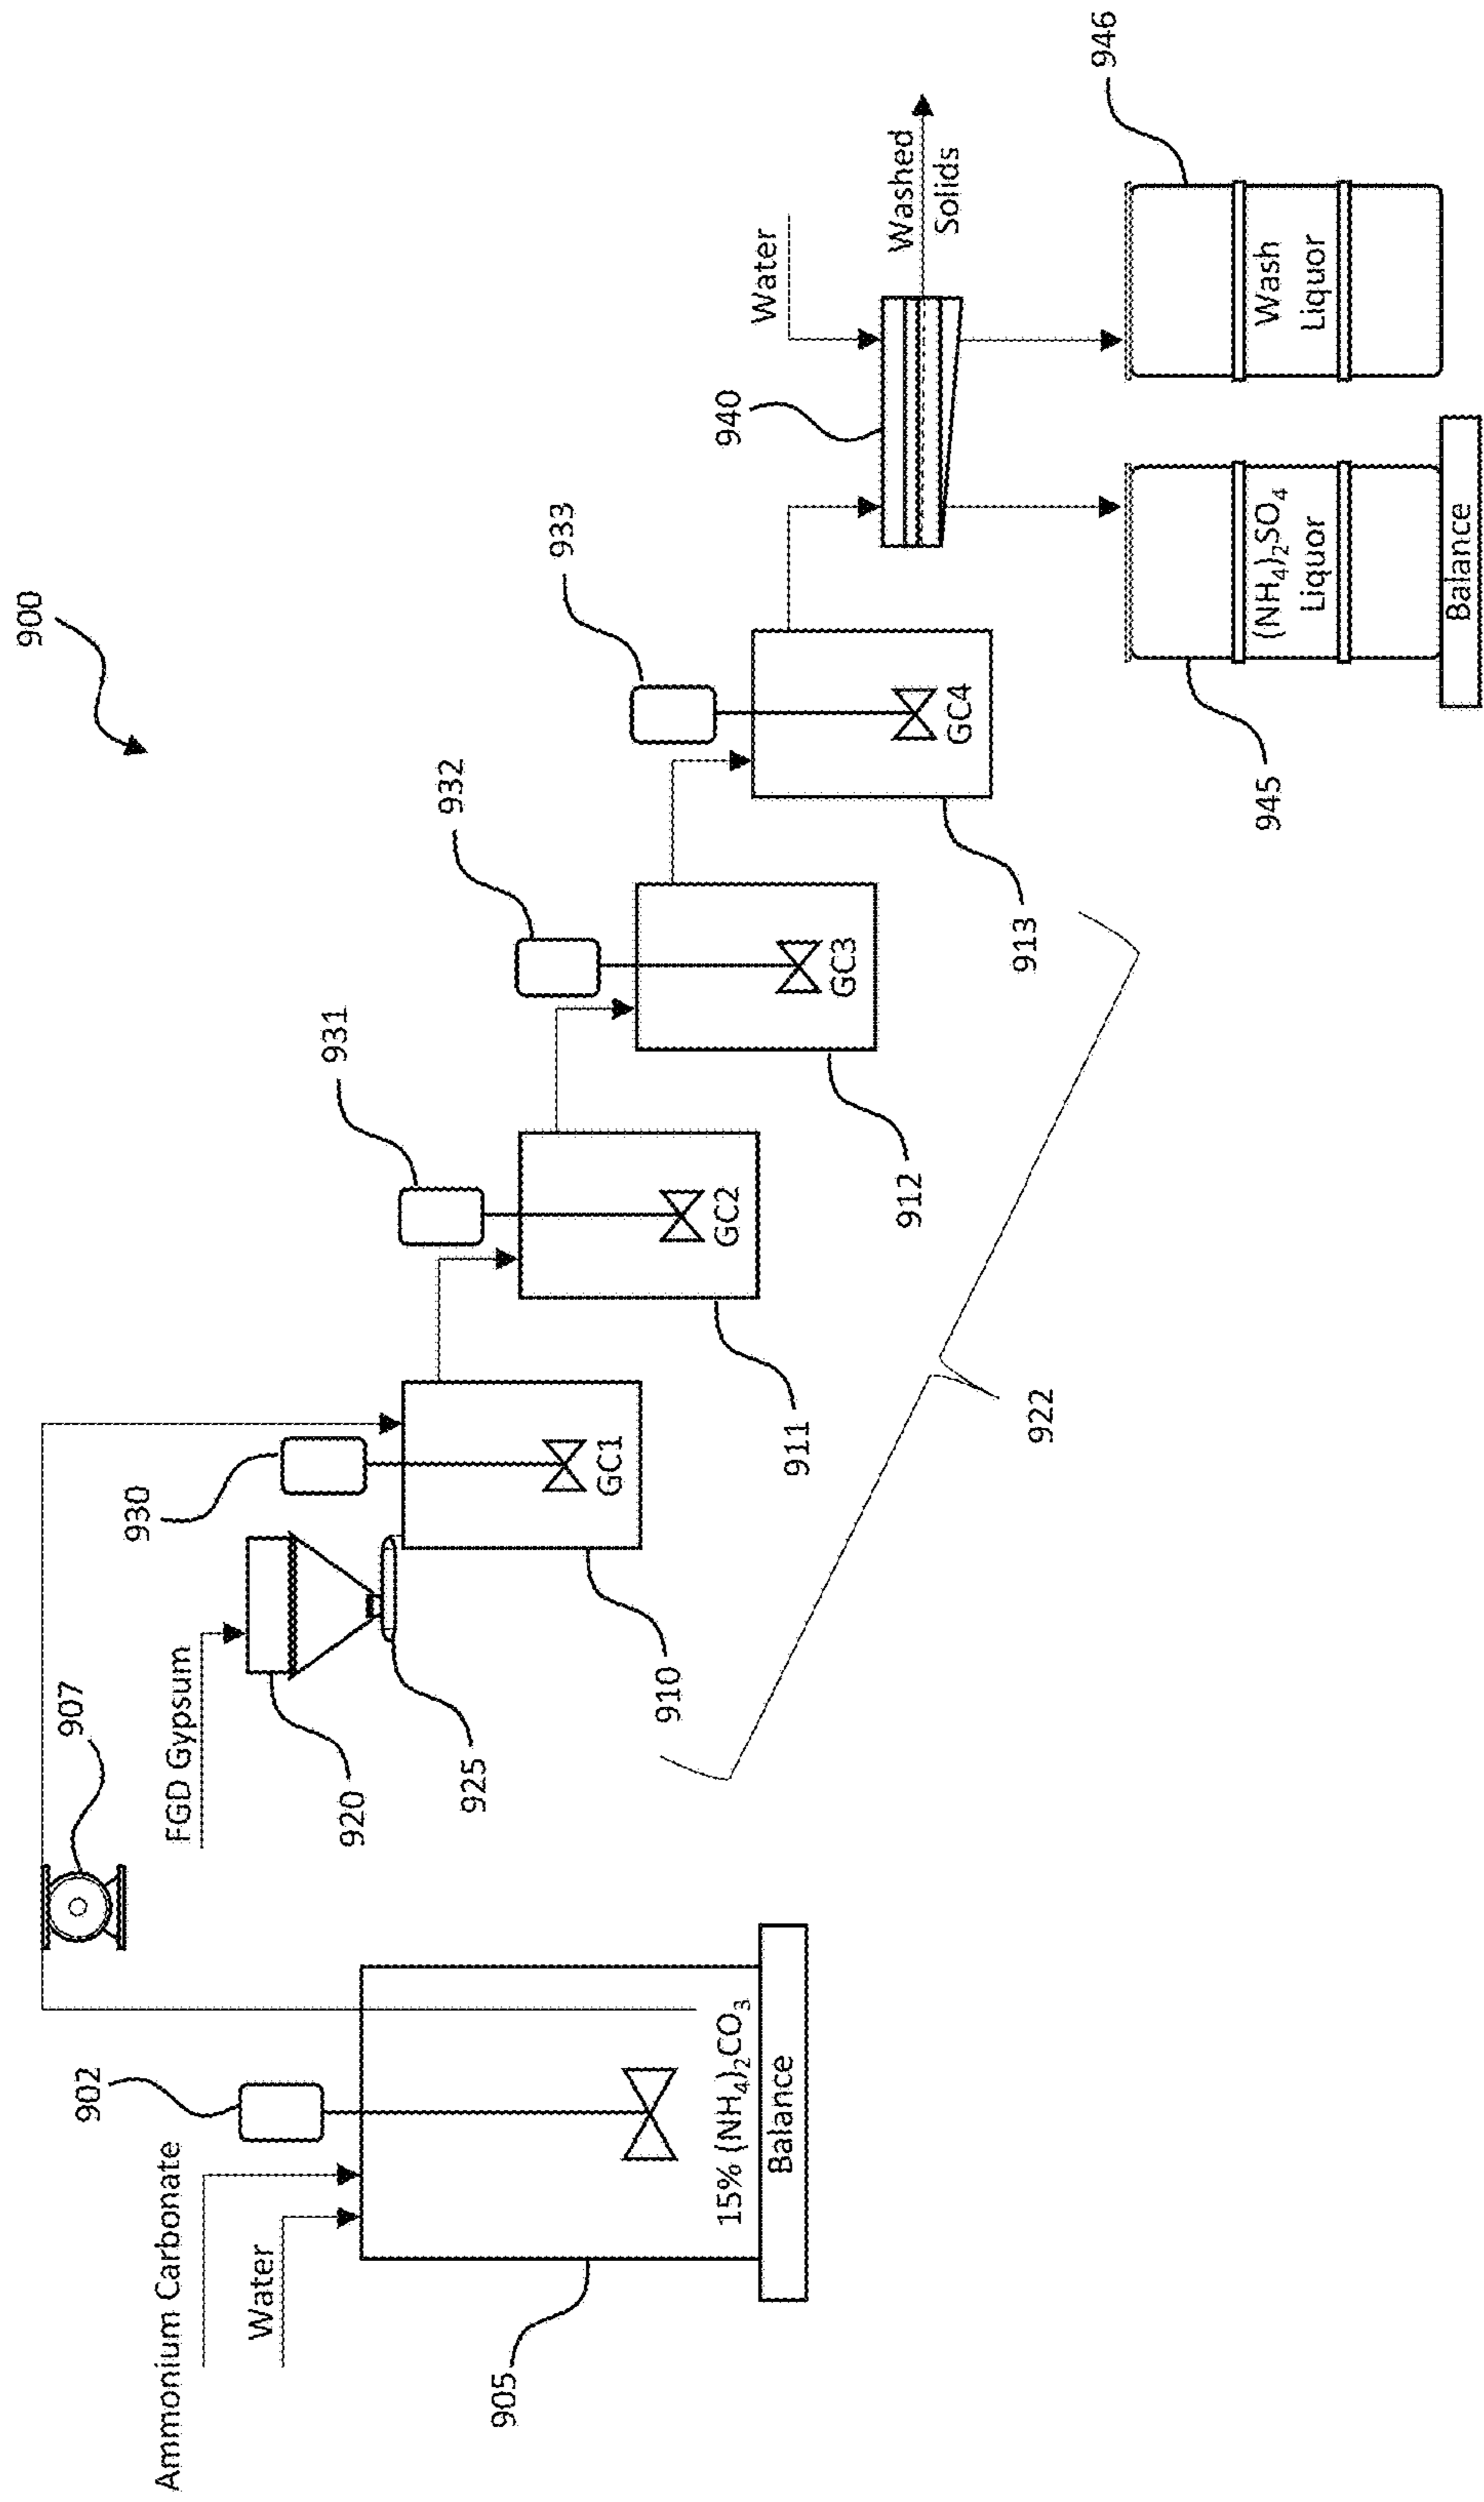 900
Ammonium Carbonate
Water
902
905
15% (NH₄)₂CO₃
Balance
907
FGD Gypsum
920
925
930
GC1
910
931
GC2
911
932
GC3
912
933
GC4
913
922
940
Water
Washed
Solids
(NH₄)₂SO₄
Liquor
945
Balance
Wash
Liquor
946